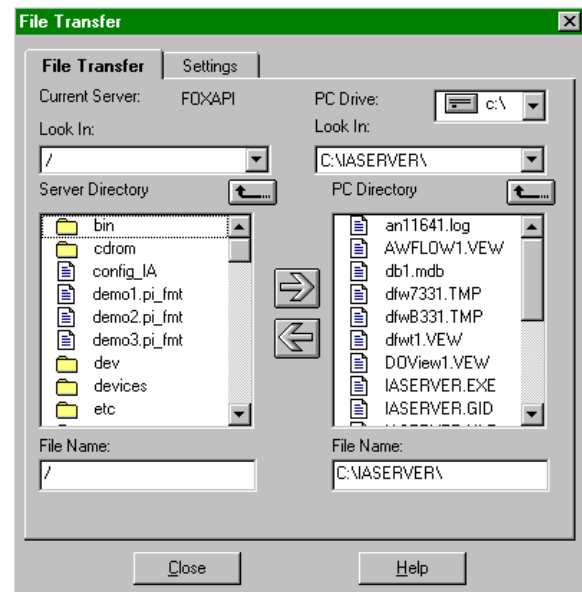 File Transfer
File Transfer Settings
Current Server: FOXAPI
PC Drive: c:\
Look In:
Look In:
/
C:\IASERVER\
Server Directory
PC Directory
bin
cdrom
config_IA
demo1.pi_fmt
demo2.pi_fmt
demo3.pi_fmt
dev
devices
etc
an11641.log
AWFLOW1.VEW
db1.mdb
dfw7331.TMP
dfwB331.TMP
dfwt1.VEW
DOView1.VEW
IASERVER.EXE
IASERVER.GID
File Name:
File Name:
/
C:\IASERVER\
Close
Help